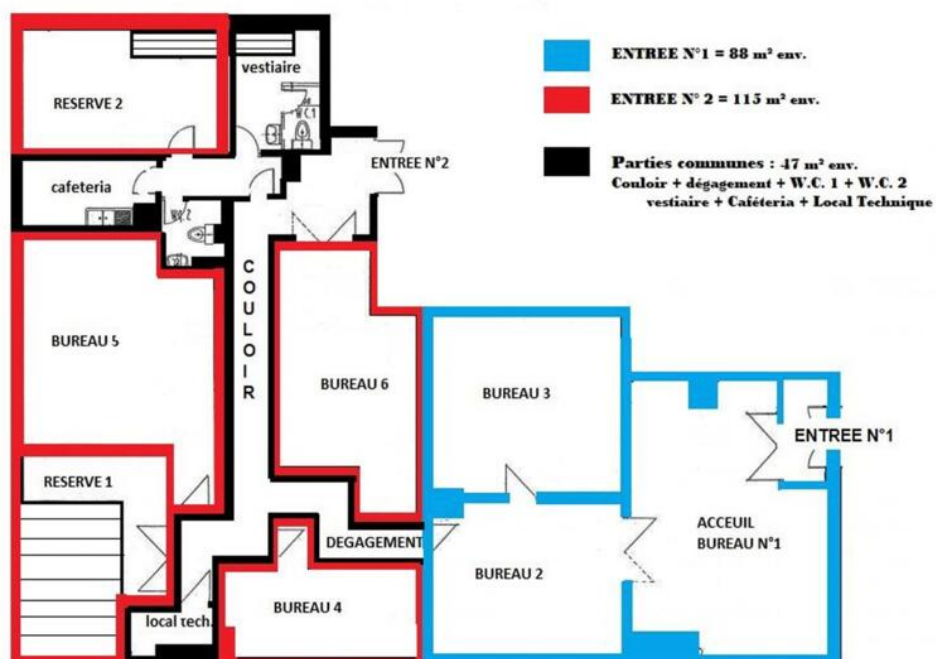 ENTREE N°1 = 88 m² env.
ENTREE N° 2 = 115 m² env.
Parties communes : 47 m² env.
Couloir + dégagement + W.C. 1 + W.C. 2
vestiaire + Caféteria + Local Technique
vestiaire
RESERVE 2
W.C 1
ENTREE N°2
cafeteria
W.C. 2
COULOIR
BUREAU 5
BUREAU 6
BUREAU 3
ENTREE N°1
RESERVE 1
ACCEUIL
BUREAU N°1
DEGAGEMENT
BUREAU 2
BUREAU 4
local tech.